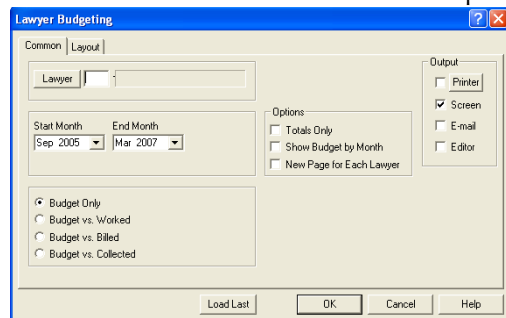 Lawyer Budgeting
Common Layout
Lawyer -
Start Month End Month
Sep 2005 Mar 2007
Budget Only
Budget vs. Worked
Budget vs. Billed
Budget vs. Collected
Options
Totals Only
Show Budget by Month
New Page for Each Lawyer
Output
Printer
Screen
E-mail
Editor
Load Last OK Cancel Help